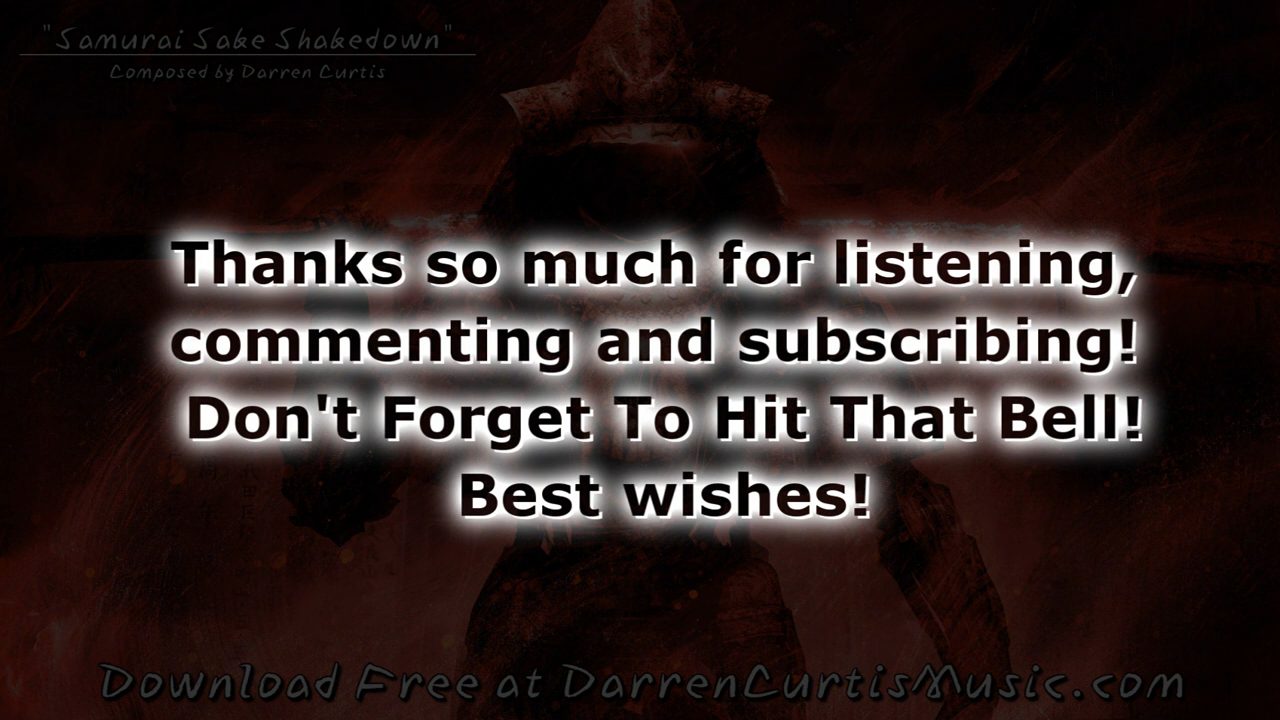 "Samurai Sake Shakedown"
Composed by Darren Curtis
Thanks so much for listening,
commenting and subscribing!
Don't Forget To Hit That Bell!
Best wishes!
Download Free at DarrenCurtisMusic.com